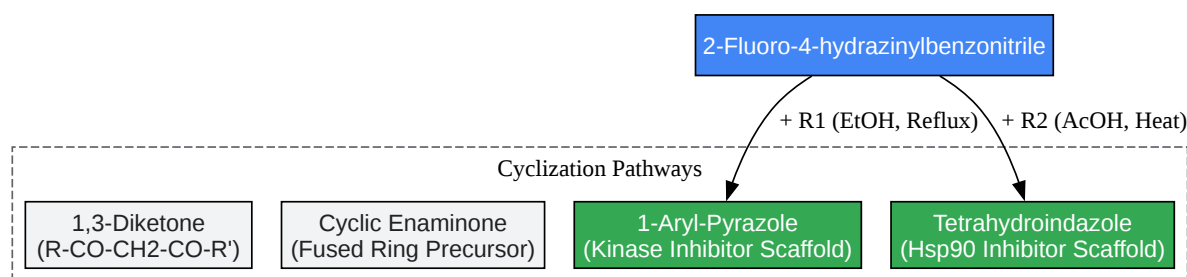 2-Fluoro-4-hydrazinylbenzonitrile
+ R1 (EtOH, Reflux)
+ R2 (AcOH, Heat)
Cyclization Pathways
1,3-Diketone
(R-CO-CH2-CO-R')
Cyclic Enaminone
(Fused Ring Precursor)
1-Aryl-Pyrazole
(Kinase Inhibitor Scaffold)
Tetrahydroindazole
(Hsp90 Inhibitor Scaffold)